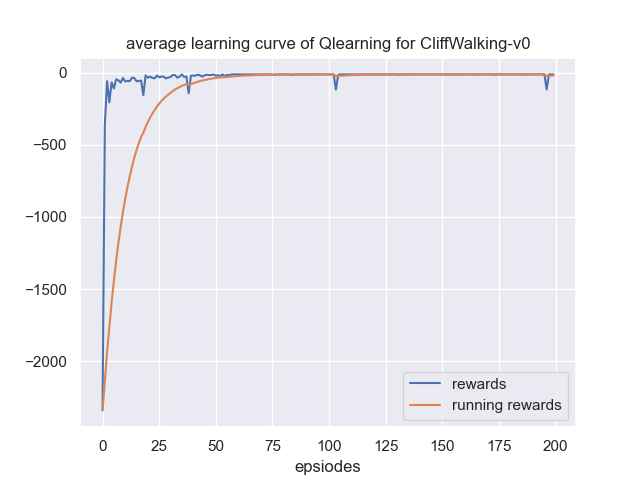 average learning curve of Qlearning for CliffWalking-v0
0
−500
−1000
−1500
−2000
0 25 50 75 100 125 150 175 200
epsiodes
rewards
running rewards